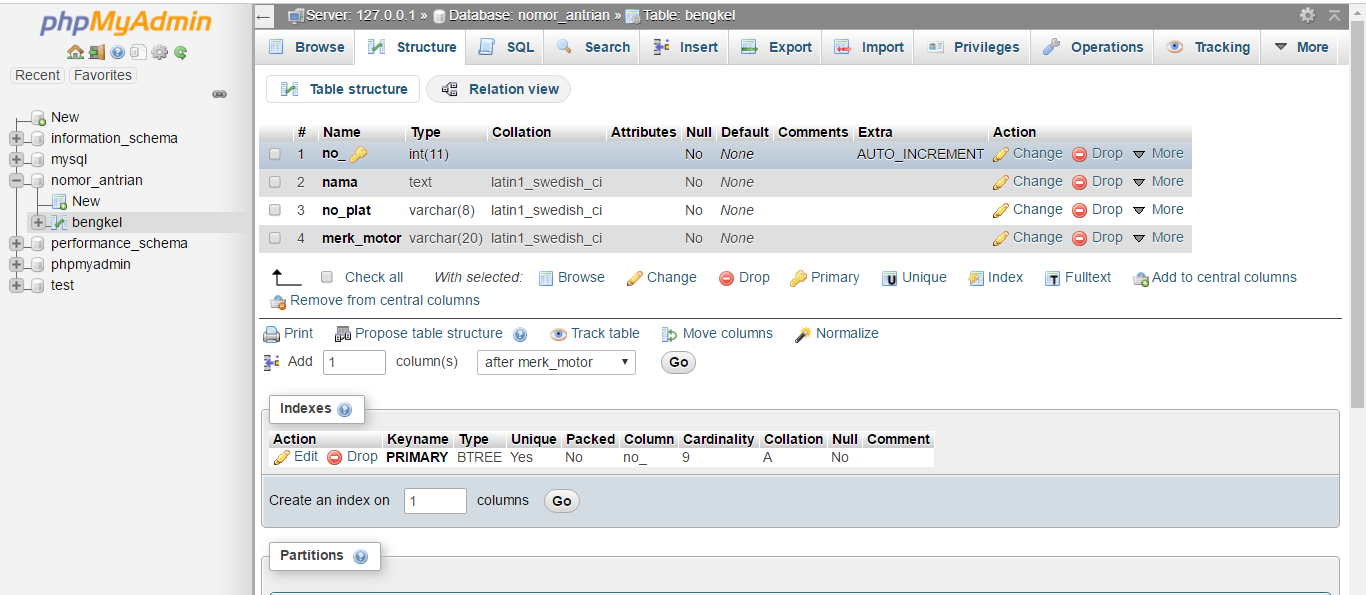 phpMyAdmin
Recent Favorites
New
information_schema
mysql
nomor_antrian
New
bengkel
performance_schema
phpmyadmin
test
Server: 127.0.0.1 » Database: nomor_antrian » Table: bengkel
Browse Structure SQL Search Insert Export Import Privileges Operations Tracking More
Table structure Relation view
# Name Type Collation Attributes Null Default Comments Extra Action
1 no_ int(11) No None AUTO_INCREMENT Change Drop More
2 nama text latin1_swedish_ci No None Change Drop More
3 no_plat varchar(8) latin1_swedish_ci No None Change Drop More
4 merk_motor varchar(20) latin1_swedish_ci No None Change Drop More
Check all With selected: Browse Change Drop Primary Unique Index Fulltext Add to central columns
Remove from central columns
Print Propose table structure Track table Move columns Normalize
Add 1 column(s) after merk_motor Go
Indexes
Action Keyname Type Unique Packed Column Cardinality Collation Null Comment
Edit Drop PRIMARY BTREE Yes No no_ 9 A No
Create an index on 1 columns Go
Partitions